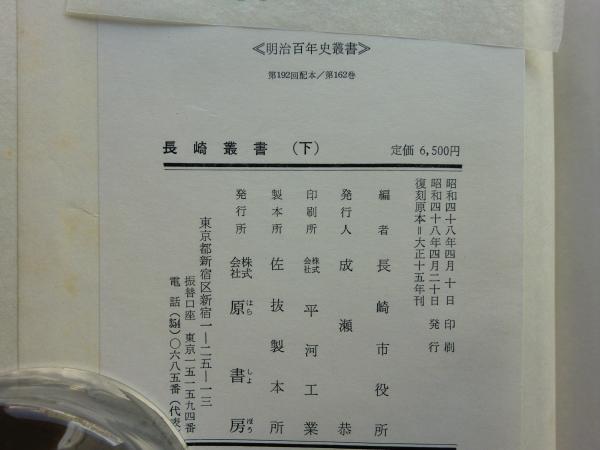 ≪明治百年史叢書≫
第192回配本／第162巻
長崎叢書（下）
定価 6,500円
昭和四十八年四月十日 印刷
昭和四十八年四月二十日 発行
復刻原本＝大正十五年刊
編者 長崎市役所
発行人 成瀬恭
印刷所 株式会社 平河工業
製本所 佐抜製本所
発行所 株式会社 原書房
はら しょ ぼう
東京都新宿区新宿一―二五―一三
振替口座 東京一五一五九四番
電話（354）〇六八五番（代表